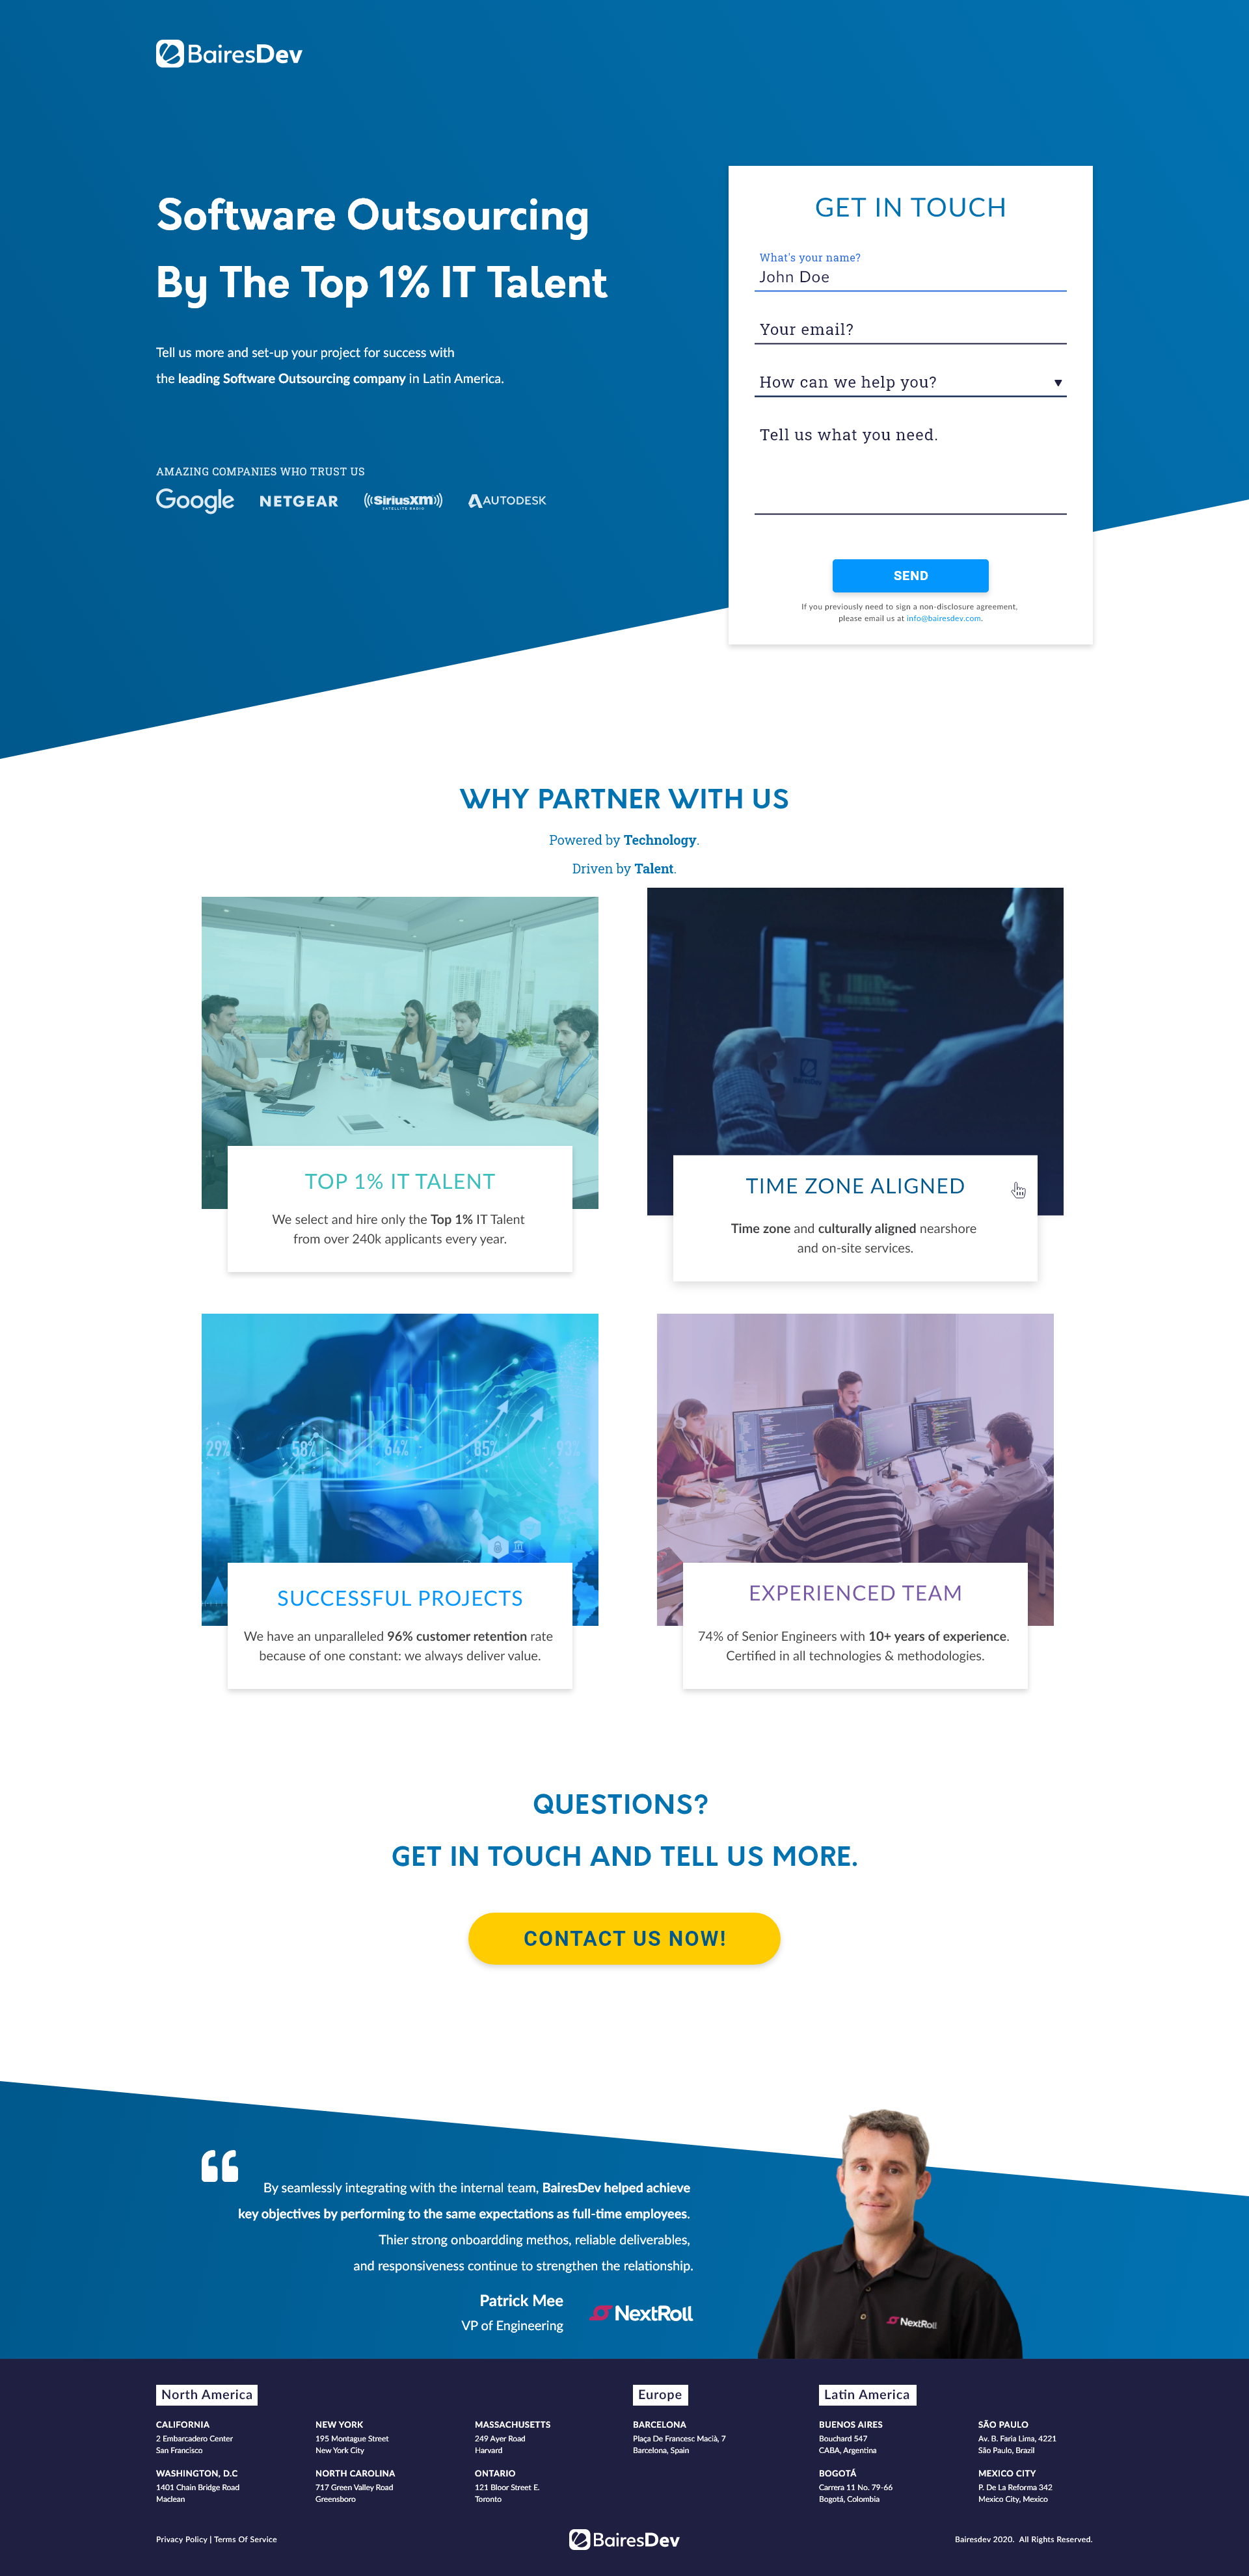 BairesDev
Software Outsourcing
By The Top 1% IT Talent
Tell us more and set-up your project for success with
the leading Software Outsourcing company in Latin America.
AMAZING COMPANIES WHO TRUST US
Google NETGEAR SiriusXM AUTODESK
SATELLITE RADIO
GET IN TOUCH
What's your name?
John Doe
Your email?
How can we help you?
Tell us what you need.
SEND
If you previously need to sign a non-disclosure agreement,
please email us at info@bairesdev.com.
WHY PARTNER WITH US
Powered by Technology.
Driven by Talent.
TOP 1% IT TALENT
We select and hire only the Top 1% IT Talent
from over 240k applicants every year.
TIME ZONE ALIGNED
Time zone and culturally aligned nearshore
and on-site services.
29% 58% 64% 85% 93%
SUCCESSFUL PROJECTS
We have an unparalleled 96% customer retention rate
because of one constant: we always deliver value.
EXPERIENCED TEAM
74% of Senior Engineers with 10+ years of experience.
Certified in all technologies & methodologies.
QUESTIONS?
GET IN TOUCH AND TELL US MORE.
CONTACT US NOW!
“
By seamlessly integrating with the internal team, BairesDev helped achieve
key objectives by performing to the same expectations as full-time employees.
Thier strong onboardding methos, reliable deliverables,
and responsiveness continue to strengthen the relationship.
Patrick Mee
VP of Engineering
NextRoll
NextRoll
North America
CALIFORNIA
2 Embarcadero Center
San Francisco
NEW YORK
195 Montague Street
New York City
MASSACHUSETTS
249 Ayer Road
Harvard
WASHINGTON, D.C
1401 Chain Bridge Road
Maclean
NORTH CAROLINA
717 Green Valley Road
Greensboro
ONTARIO
121 Bloor Street E.
Toronto
Europe
BARCELONA
Plaça De Francesc Macià, 7
Barcelona, Spain
Latin America
BUENOS AIRES
Bouchard 547
CABA, Argentina
SÃO PAULO
Av. B. Faria Lima, 4221
São Paulo, Brazil
BOGOTÁ
Carrera 11 No. 79-66
Bogotá, Colombia
MEXICO CITY
P. De La Reforma 342
Mexico City, Mexico
Privacy Policy | Terms Of Service
BairesDev
Bairesdev 2020. All Rights Reserved.